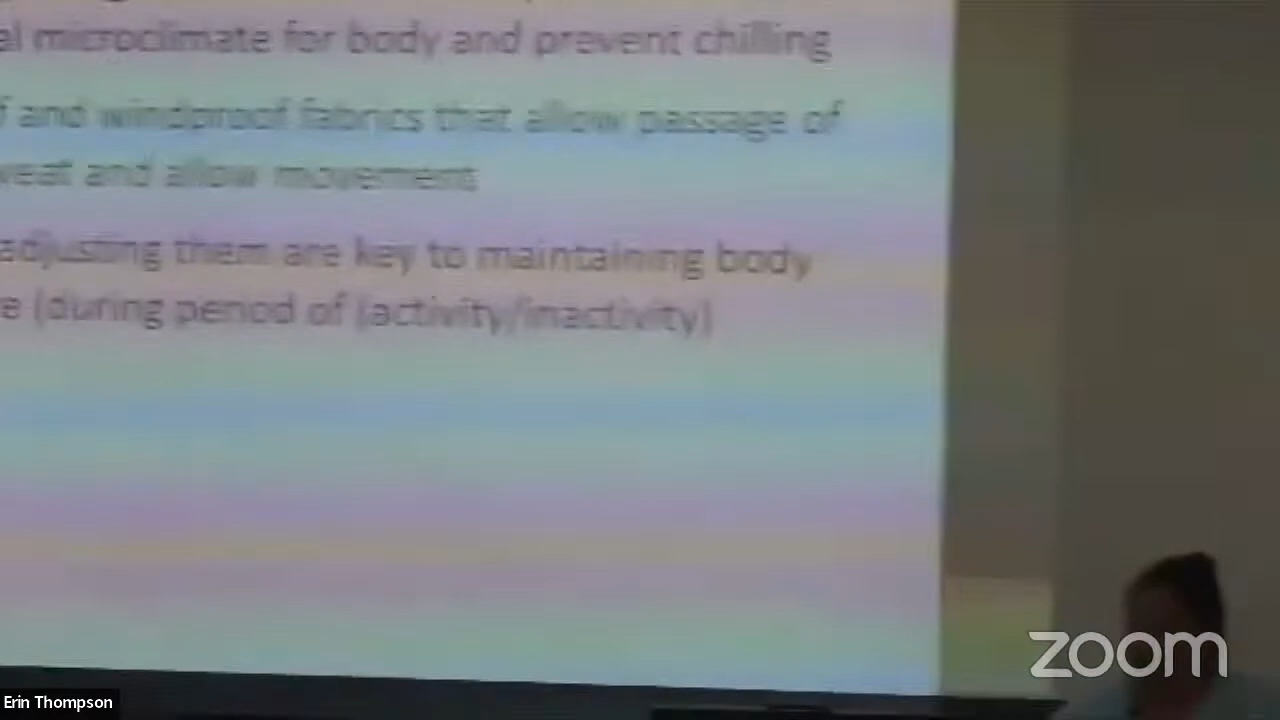 al microclimate for body and prevent chilling
f and windproof fabrics that allow passage of
weat and allow movement
adjusting them are key to maintaining body
e (during period of (activity/inactivity)
zoom
Erin Thompson